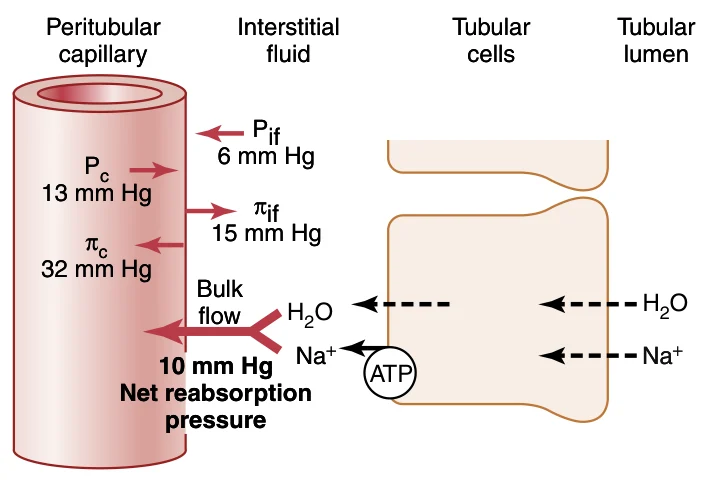 Peritubular
capillary
Interstitial
fluid
Tubular
cells
Tubular
lumen
Pif
6 mm Hg
Pc
13 mm Hg
πif
15 mm Hg
πc
32 mm Hg
Bulk
flow
H2O
H2O
Na+
Na+
ATP
10 mm Hg
Net reabsorption
pressure